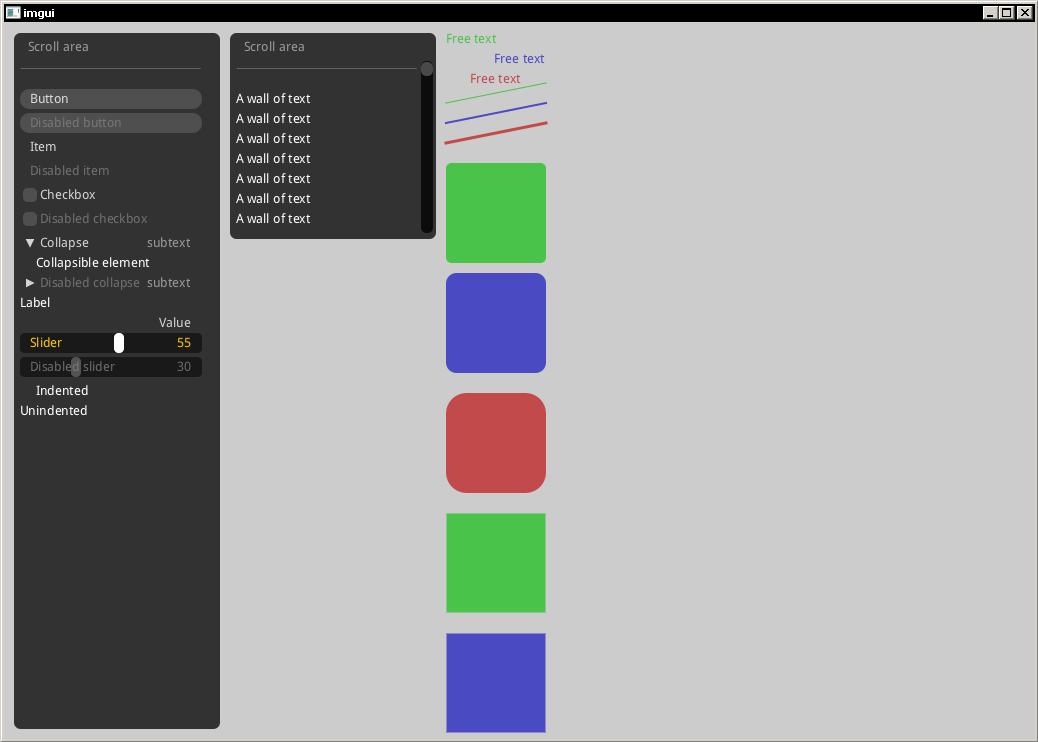 imgui
Scroll area
Button
Disabled button
Item
Disabled item
Checkbox
Disabled checkbox
Collapse subtext
Collapsible element
Disabled collapse subtext
Label
Value
Slider 55
Disabled slider 30
Indented
Unindented
Scroll area
A wall of text
A wall of text
A wall of text
A wall of text
A wall of text
A wall of text
A wall of text
Free text
Free text
Free text